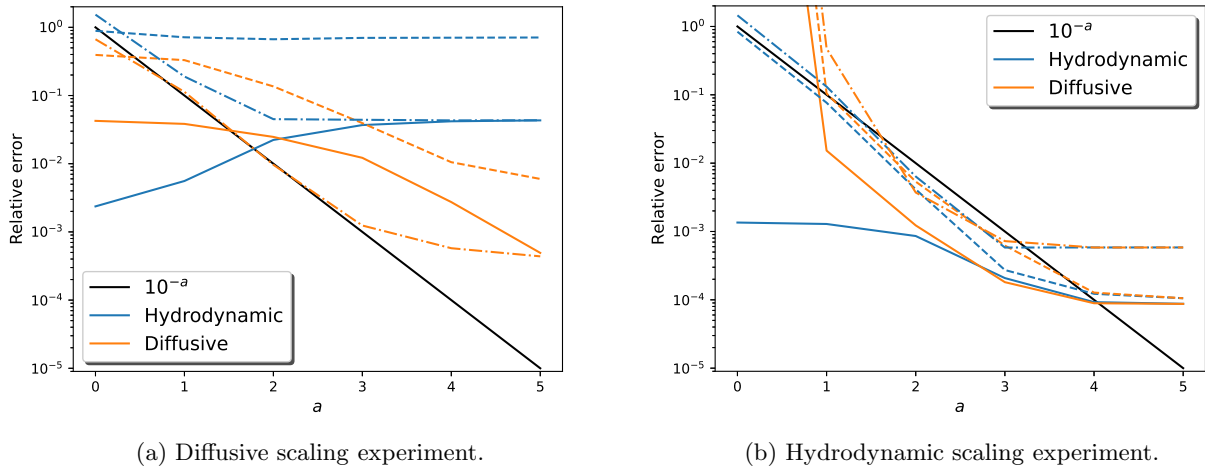 10⁰
10⁻¹
10⁻²
10⁻³
10⁻⁴
10⁻⁵
Relative error
0 1 2 3 4 5
a
10⁻ᵃ
Hydrodynamic
Diffusive
(a) Diffusive scaling experiment.
10⁰
10⁻¹
10⁻²
10⁻³
10⁻⁴
10⁻⁵
Relative error
0 1 2 3 4 5
a
10⁻ᵃ
Hydrodynamic
Diffusive
(b) Hydrodynamic scaling experiment.